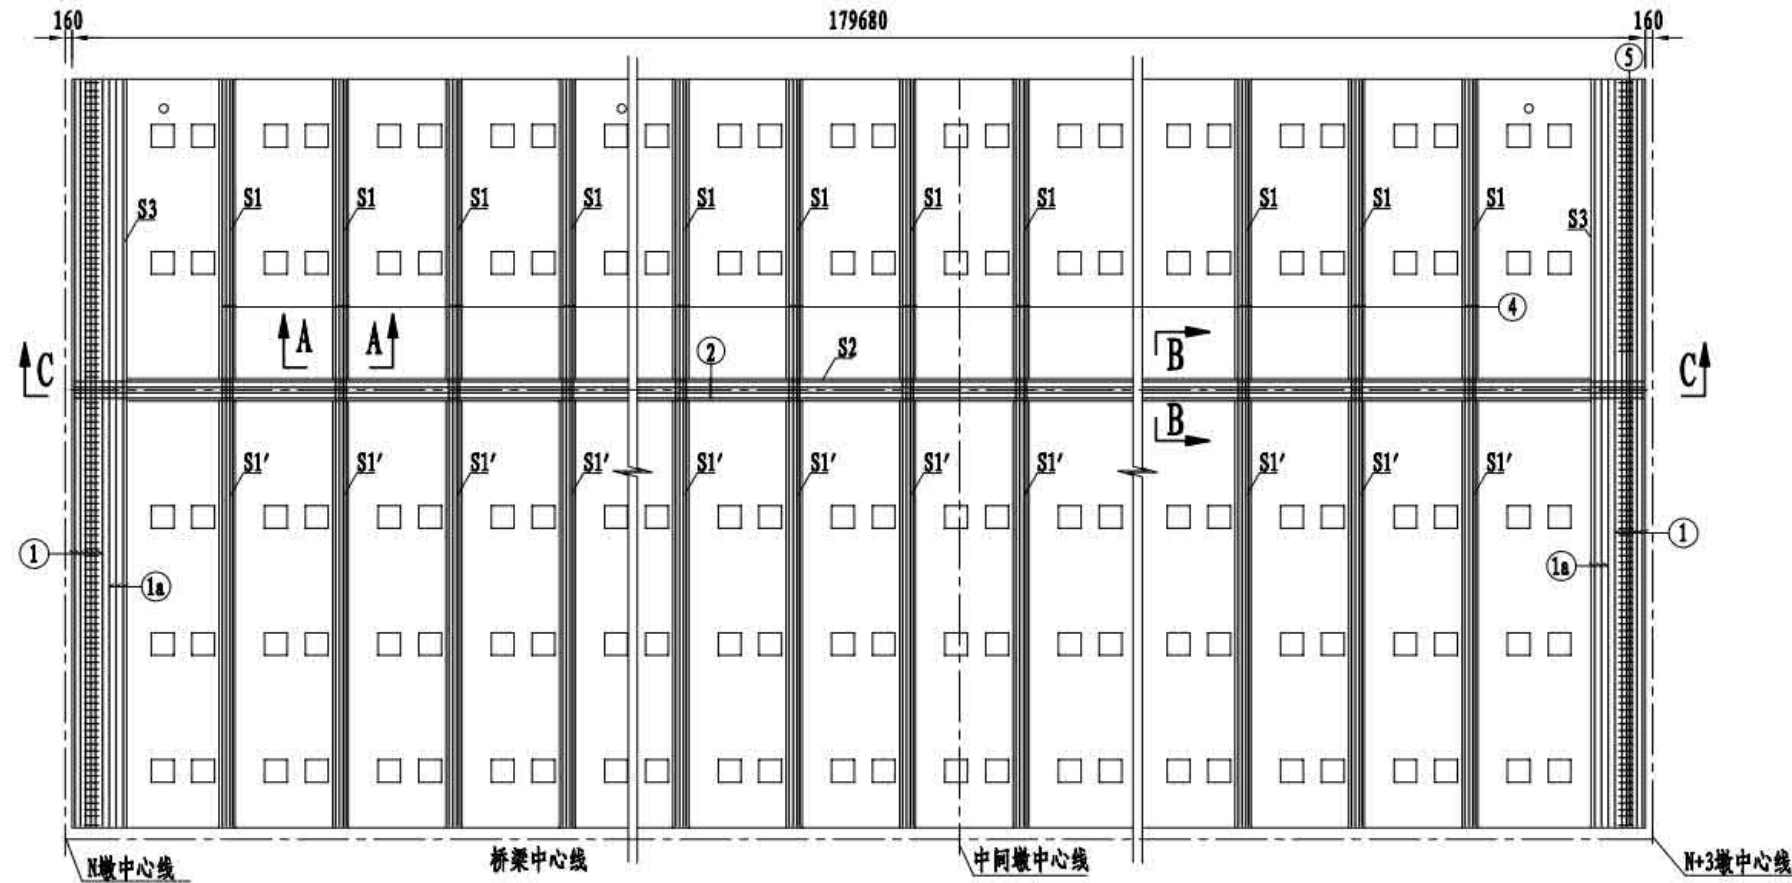 160 179680 160
5
S3 S1 S1 S1 S1 S1 S1 S1 S1 S1 S1 S1 S3
4
A A B
2 S2
C C
B
S1′ S1′ S1′ S1′ S1′ S1′ S1′ S1′ S1′ S1′ S1′
1 1
1a 1a
N墩中心线 桥梁中心线 中间墩中心线 N+3墩中心线